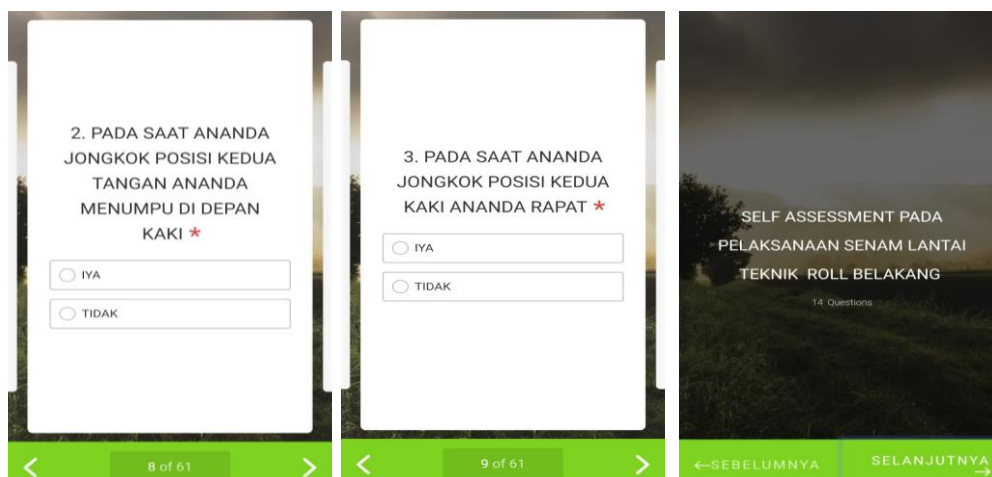 2. PADA SAAT ANANDA
JONGKOK POSISI KEDUA
TANGAN ANANDA
MENUMPU DI DEPAN
KAKI *
IYA
TIDAK
8 of 61
3. PADA SAAT ANANDA
JONGKOK POSISI KEDUA
KAKI ANANDA RAPAT *
IYA
TIDAK
9 of 61
SELF ASSESSMENT PADA
PELAKSANAAN SENAM LANTAI
TEKNIK ROLL BELAKANG
14 Questions
←SEBELUMNYA
SELANJUTNYA→